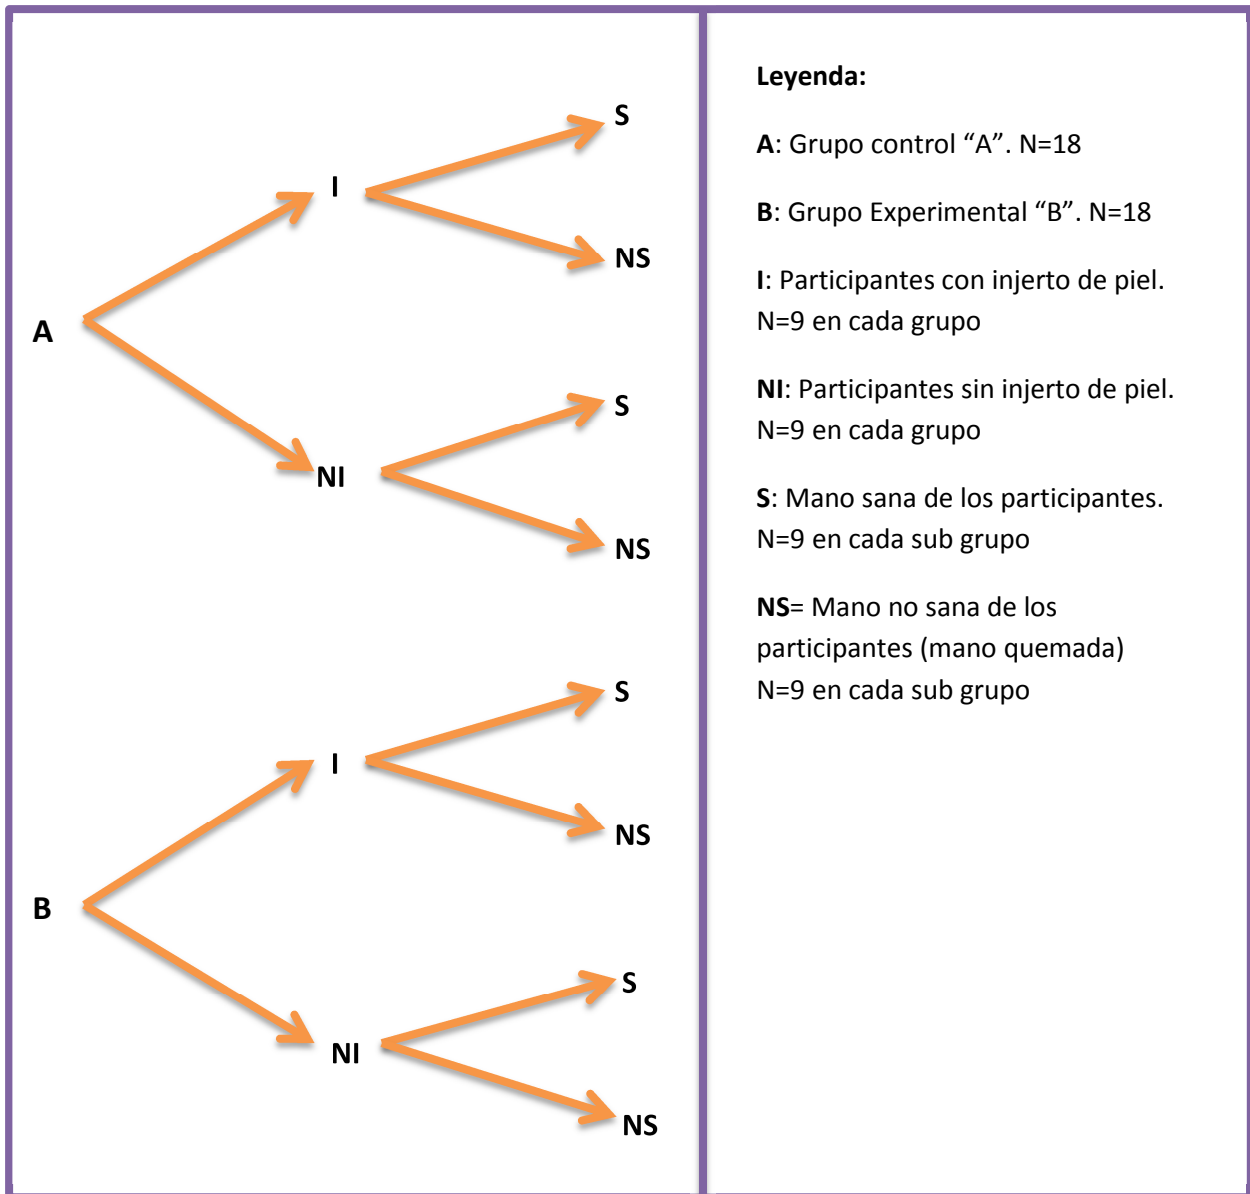 S
I
NS
A
S
NI
NS
S
I
NS
B
S
NI
NS
Leyenda:
A: Grupo control “A”. N=18
B: Grupo Experimental “B”. N=18
I: Participantes con injerto de piel.
N=9 en cada grupo
NI: Participantes sin injerto de piel.
N=9 en cada grupo
S: Mano sana de los participantes.
N=9 en cada sub grupo
NS= Mano no sana de los
participantes (mano quemada)
N=9 en cada sub grupo